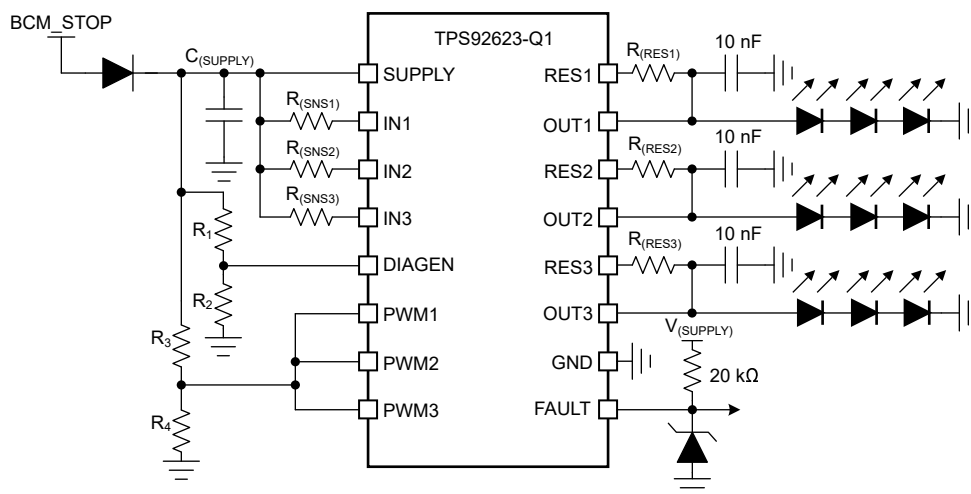 BCM_STOP
C(SUPPLY)
TPS92623-Q1
SUPPLY
R(SNS1)
IN1
R(SNS2)
IN2
R(SNS3)
IN3
R1
DIAGEN
R2
PWM1
R3
PWM2
PWM3
R4
RES1
R(RES1)
10 nF
OUT1
RES2
R(RES2)
10 nF
OUT2
RES3
R(RES3)
10 nF
OUT3
V(SUPPLY)
GND
20 kΩ
FAULT